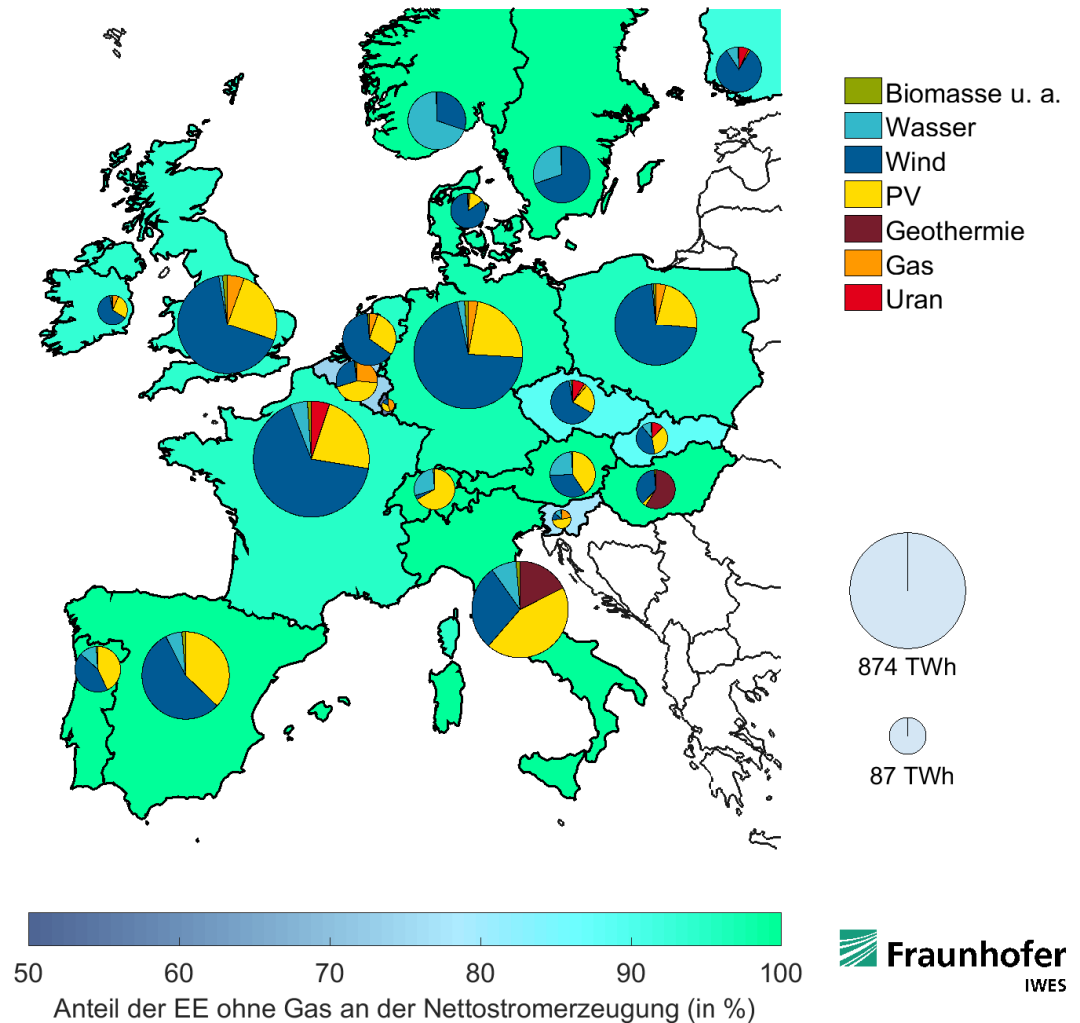 Biomasse u. a.
Wasser
Wind
PV
Geothermie
Gas
Uran
874 TWh
87 TWh
50 60 70 80 90 100
Anteil der EE ohne Gas an der Nettostromerzeugung (in %)
Fraunhofer
IWES